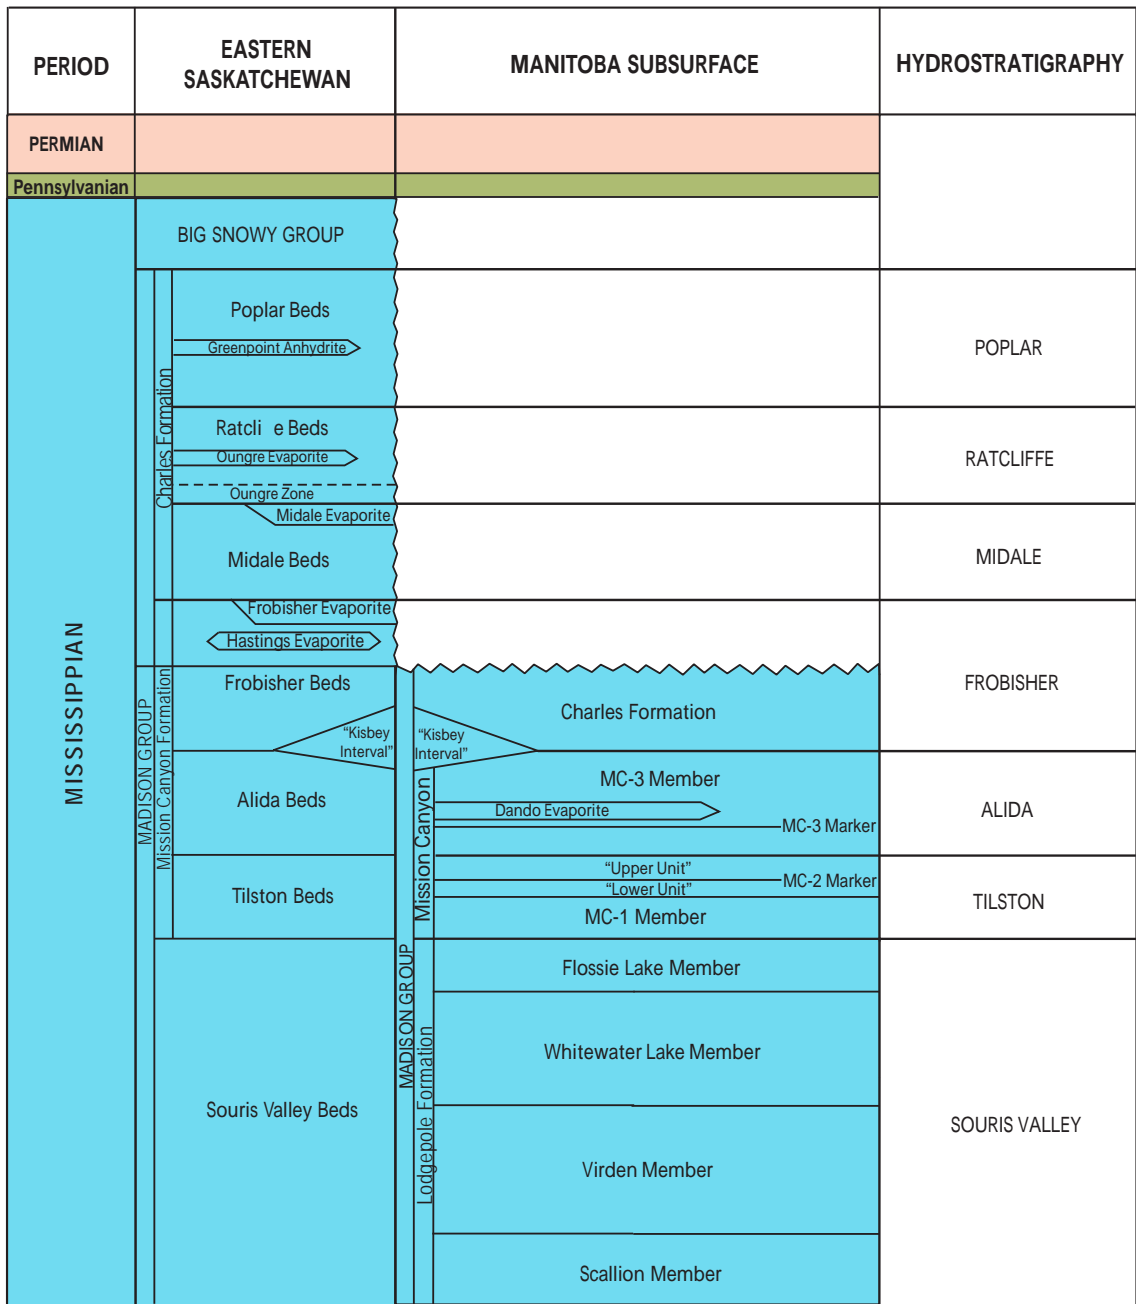 PERIOD
EASTERN
SASKATCHEWAN
MANITOBA SUBSURFACE
HYDROSTRATIGRAPHY
PERMIAN
Pennsylvanian
MISSISSIPPIAN
MADISON GROUP
Charles Formation
Mission Canyon Formation
BIG SNOWY GROUP
Poplar Beds
Greenpoint Anhydrite
Ratcli e Beds
Oungre Evaporite
Oungre Zone
Midale Evaporite
Midale Beds
Frobisher Evaporite
Hastings Evaporite
Frobisher Beds
“Kisbey
Interval”
Alida Beds
Tilston Beds
Souris Valley Beds
MADISON GROUP
Mission Canyon
Lodgepole Formation
Charles Formation
“Kisbey
Interval”
MC-3 Member
Dando Evaporite
MC-3 Marker
“Upper Unit”
MC-2 Marker
“Lower Unit”
MC-1 Member
Flossie Lake Member
Whitewater Lake Member
Virden Member
Scallion Member
POPLAR
RATCLIFFE
MIDALE
FROBISHER
ALIDA
TILSTON
SOURIS VALLEY